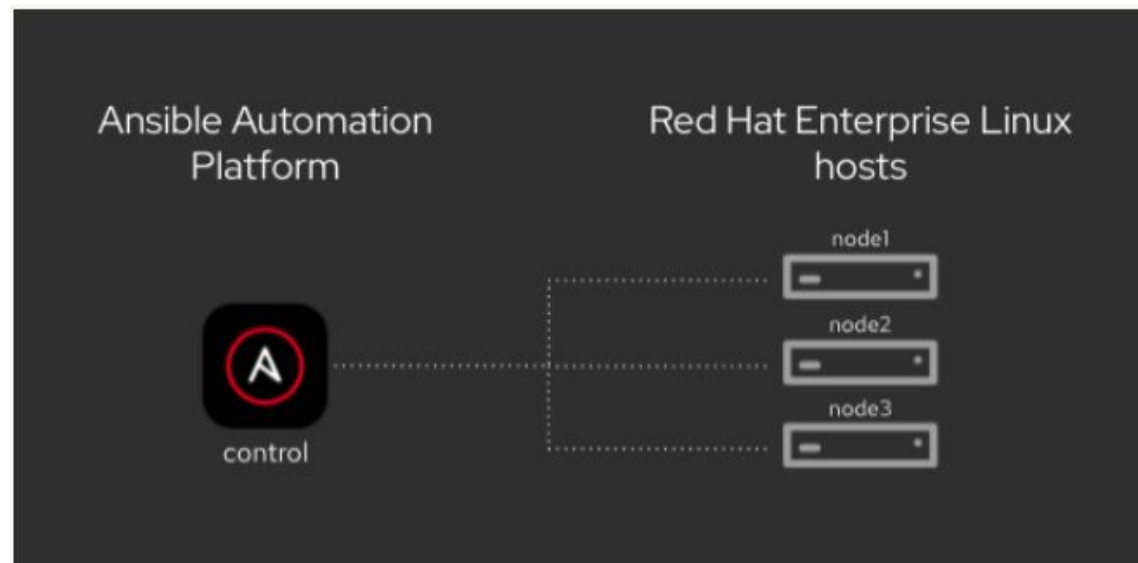 Ansible Automation
Platform
Red Hat Enterprise Linux
hosts
node1
node2
node3
control